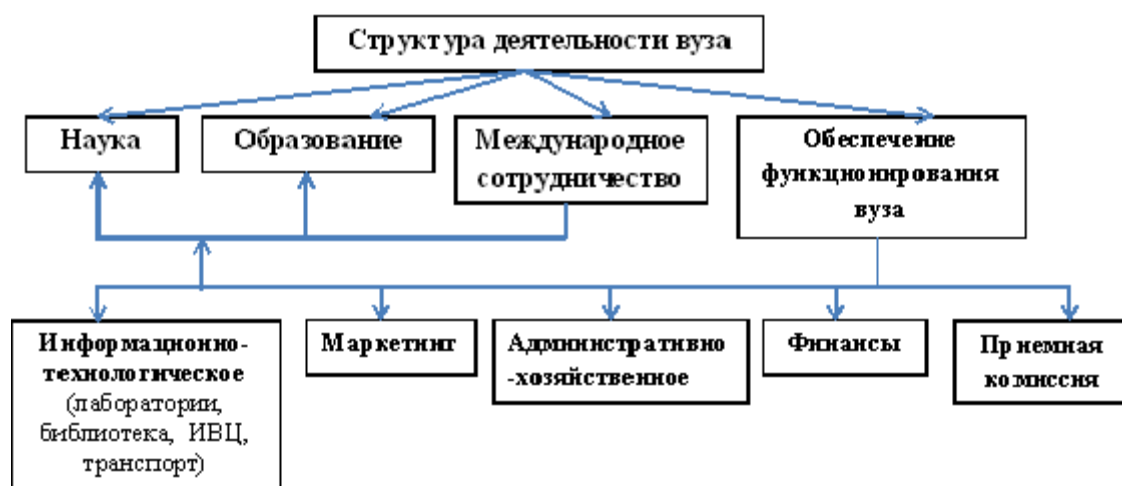 Структура деятельности вуза
Наука
Образование
Международное
сотрудничество
Обеспечение
функционирования
вуза
Информационно-
технологическое
(лаборатории,
библиотека, ИВЦ,
транспорт)
Маркетинг
Административно
-хозяйственное
Финансы
Приемная
комиссия